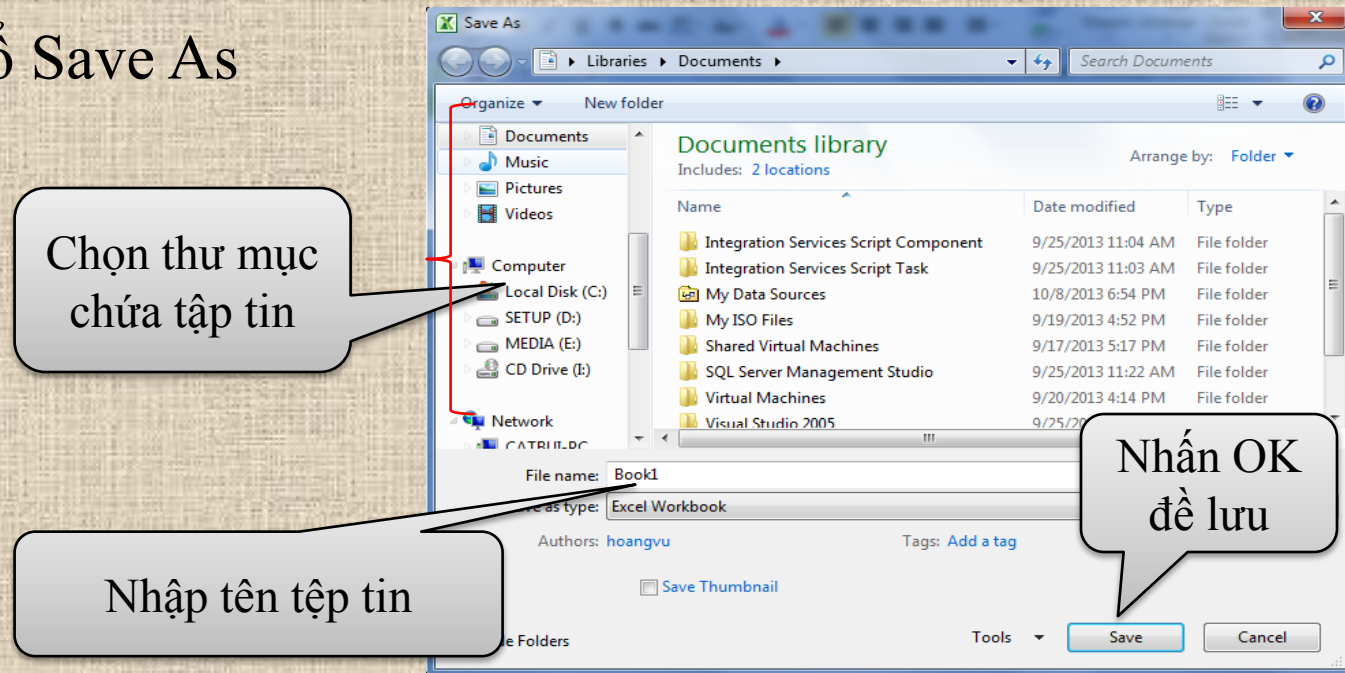 ổ Save As
Save As
Libraries Documents
Search Documents
Organize New folder
Documents
Music
Pictures
Videos
Computer
Local Disk (C:)
SETUP (D:)
MEDIA (E:)
CD Drive (I:)
Network
CATBUI-PC
Documents library
Includes: 2 locations
Arrange by: Folder
Name Date modified Type
Integration Services Script Component 9/25/2013 11:04 AM File folder
Integration Services Script Task 9/25/2013 11:03 AM File folder
My Data Sources 10/8/2013 6:54 PM File folder
My ISO Files 9/19/2013 4:52 PM File folder
Shared Virtual Machines 9/17/2013 5:17 PM File folder
SQL Server Management Studio 9/25/2013 11:22 AM File folder
Virtual Machines 9/20/2013 4:14 PM File folder
Visual Studio 2005 9/25/20
File name: Book1
as type: Excel Workbook
Authors: hoangvu Tags: Add a tag
Save Thumbnail
Folders
Tools Save Cancel
Chọn thư mục
chứa tập tin
Nhập tên tệp tin
Nhấn OK
đề lưu